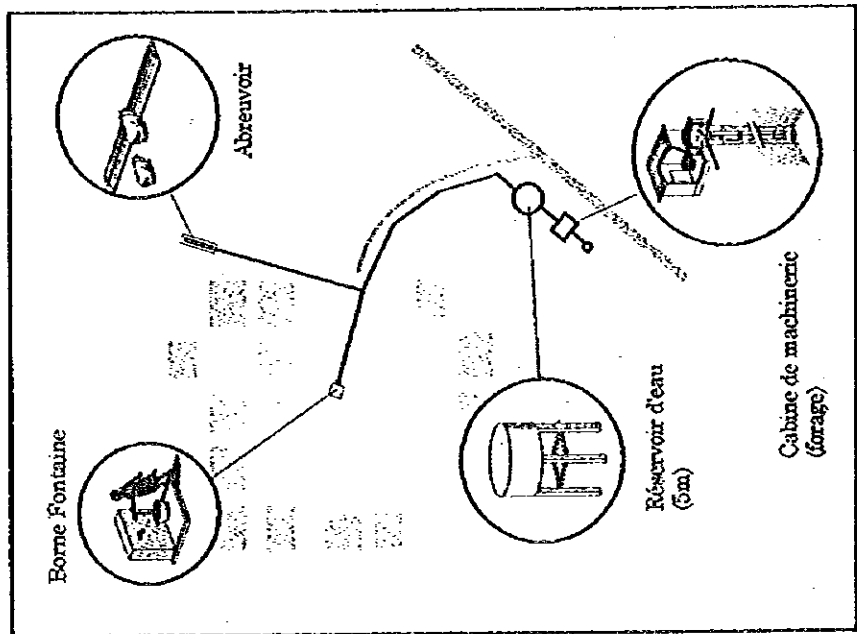 Borne Fontaine
Abreuvoir
Réservoir d'eau
(5m)
Cabine de machinerie
(forage)